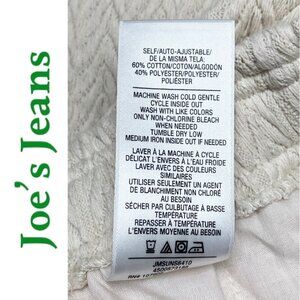 Joe's Jeans
SELF/AUTO-AJUSTABLE/
DE LA MISMA TELA:
60% COTTON/COTON/ALGODÓN
40% POLYESTER/POLYESTER/
POLIÉSTER
MACHINE WASH COLD GENTLE
CYCLE INSIDE OUT
WASH WITH LIKE COLORS
ONLY NON-CHLORINE BLEACH
WHEN NEEDED
TUMBLE DRY LOW
MEDIUM IRON INSIDE OUT IF NEEDED
LAVER À LA MACHINE A CYCLE
DÉLICAT L'ENVERS À L'EAU FROIDE
LAVER AVEC DES COULEURS
SIMILAIRES
UTILISER SEULEMENT UN AGENT
DE BLANCHIMENT NON CHLORÉ
AU BESOIN
SÉCHER PAR CULBUTAGE À BASSE
TEMPÉRATURE
REPASSER À TEMPÉRATURE
L'ENVERS MOYENNE AU BESOIN
JMSUNS6410